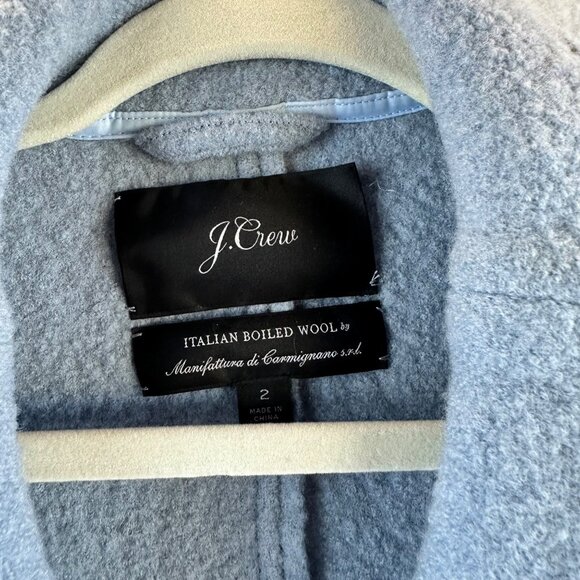 J.Crew
ITALIAN BOILED WOOL by
Manifattura di Carmignano s.r.l.
2
MADE IN
CHINA